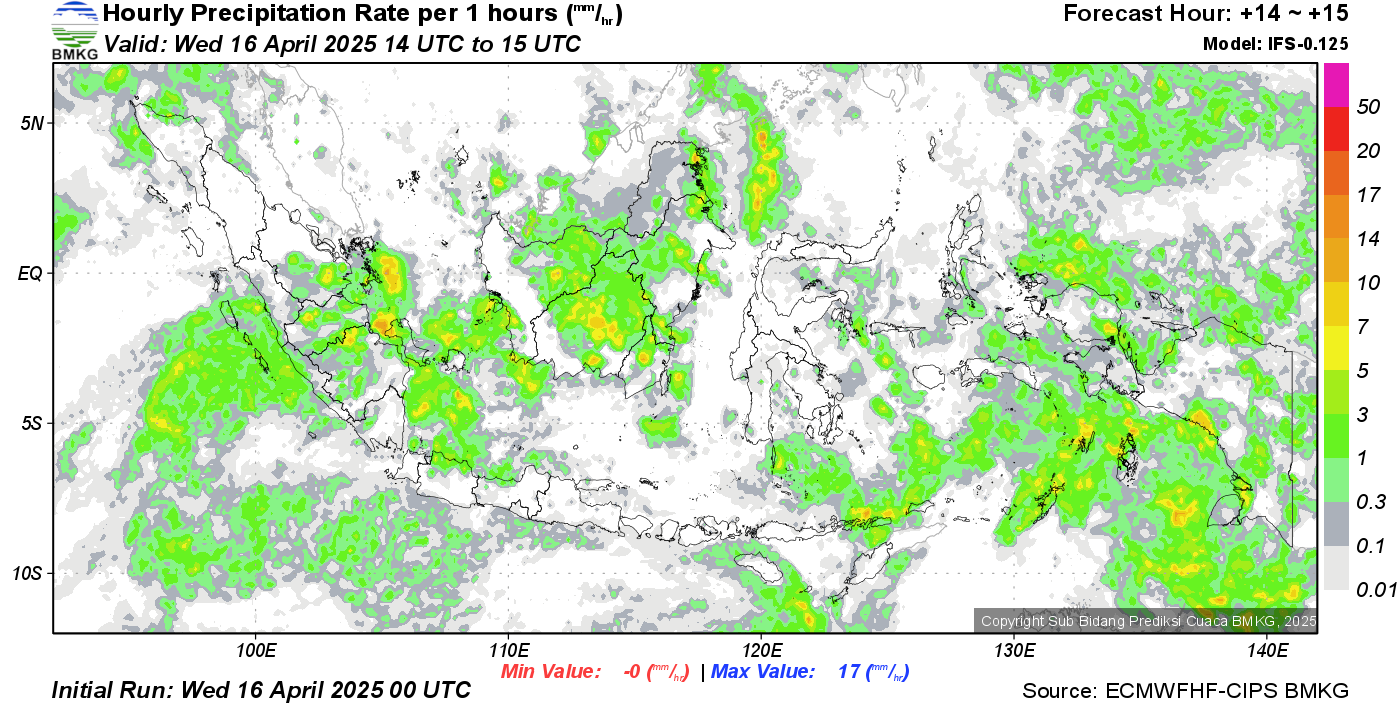 BMKG
Hourly Precipitation Rate per 1 hours (mm/hr)
Valid: Wed 16 April 2025 14 UTC to 15 UTC
Forecast Hour: +14 ~ +15
Model: IFS-0.125
5N
EQ
5S
10S
100E
110E
120E
130E
140E
50
20
17
14
10
7
5
3
1
0.3
0.1
0.01
Copyright Sub Bidang Prediksi Cuaca BMKG, 2025
Min Value: -0 (mm/hr) | Max Value: 17 (mm/hr)
Initial Run: Wed 16 April 2025 00 UTC
Source: ECMWFHF-CIPS BMKG